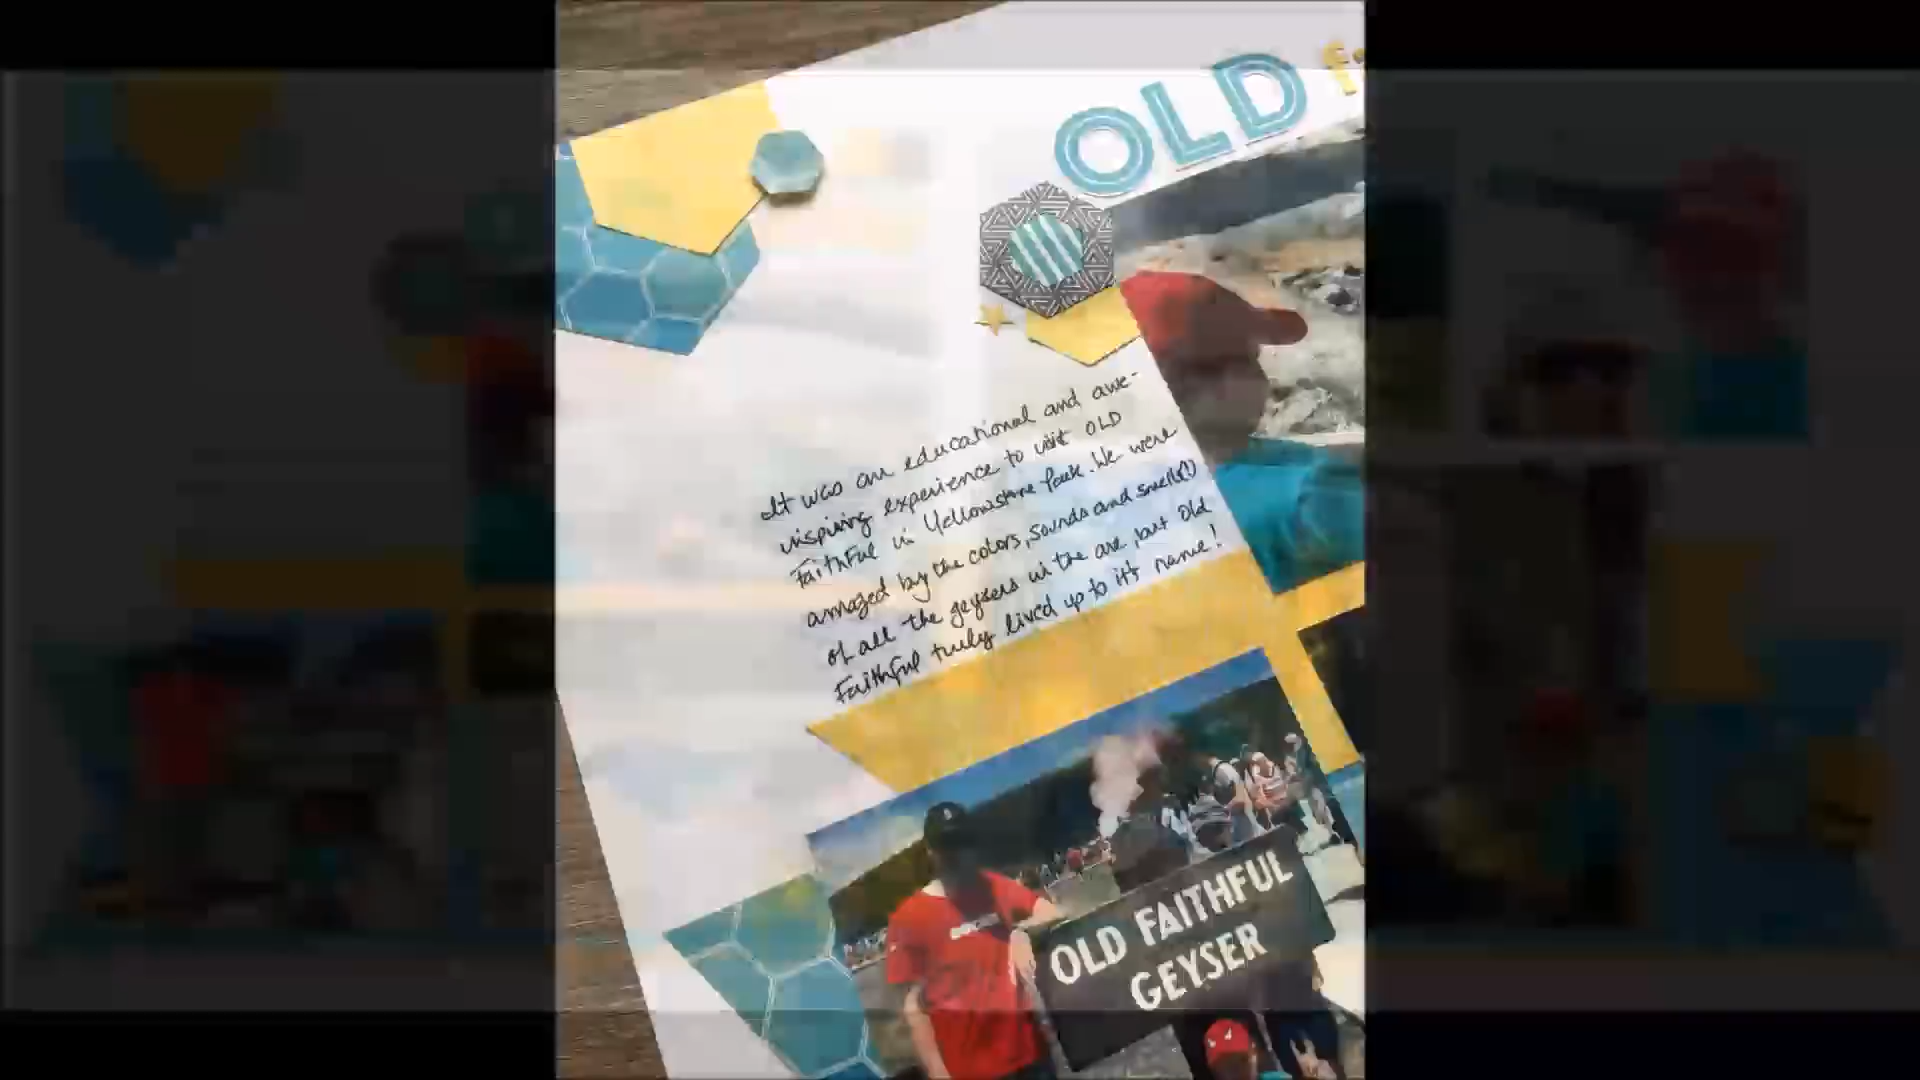 OLD f
It was an educational and awe-
inspiring experience to visit OLD
Faithful in Yellowstone Park. We were
amazed by the colors, sounds and smells(!)
of all the geysers in the are, but Old
Faithful truly lived up to it's name!
OLD FAITHFUL
GEYSER